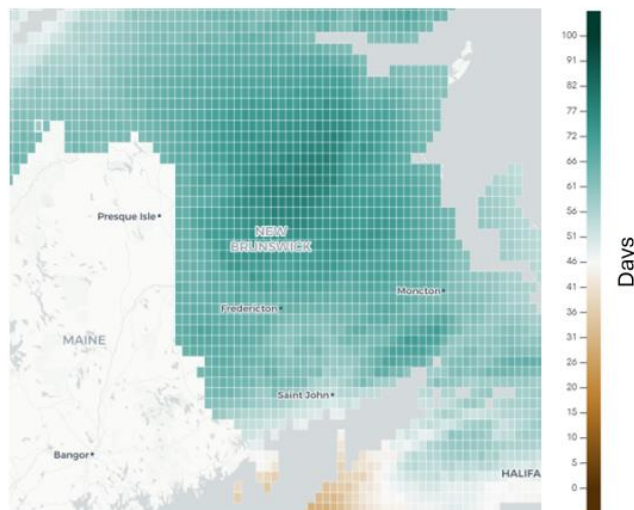 Presque Isle
NEW
BRUNSWICK
Fredericton
Moncton
MAINE
Saint John
Bangor
HALIFA
100
91
82
77
72
66
61
56
51
46
41
36
31
26
20
15
10
5
0
Days